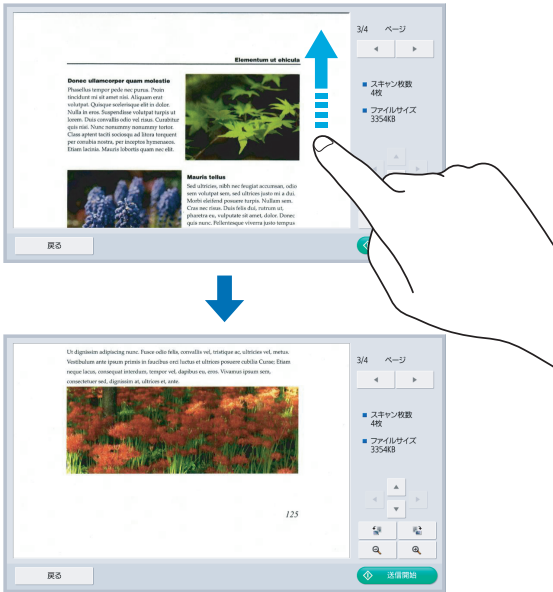 3/4 ページ
Elementum ut ehicula
Donec ullamcorper quam molestie
Phasellus tempor pede nec purus. Proin
tincidunt mi sit amet nisi. Aliquam erat
volutpat. Quisque scelerisque elit in dolor.
Nulla in eros. Suspendisse volutpat turpis ut
lorem. Duis convallis odio vel risus. Curabitur
quis nisi. Nunc nonummy nonummy tortor.
Class aptent taciti sociosqu ad litora torquent
per conubia nostra, per inceptos hymenaeos.
Etiam lacinia. Mauris lobortis quam nec elit.
スキャン枚数
4枚
ファイルサイズ
3354KB
Mauris tellus
Sed ultricies, nibh nec feugiat accumsan, odio
sem volutpat sem, sed ultrices justo mi a dui.
Morbi eleifend posuere turpis. Nullam sem.
Cras nec risus. Duis felis dui, rutrum ut,
pharetra eu, vulputate sit amet, dolor. Donec
quis nunc. Pellentesque viverra justo tempus
戻る
Ut dignissim adipiscing nunc. Fusce odio felis, convallis vel, tristique ac, ultricies vel, metus.
Vestibulum ante ipsum primis in faucibus orci luctus et ultrices posuere cubilia Curae; Etiam
neque lacus, consequat interdum, tempor vel, dapibus eu, eros. Vivamus ipsum sem,
consectetuer sed, dignissim at, ultrices et, ante.
125
3/4 ページ
スキャン枚数
4枚
ファイルサイズ
3354KB
戻る
送信開始